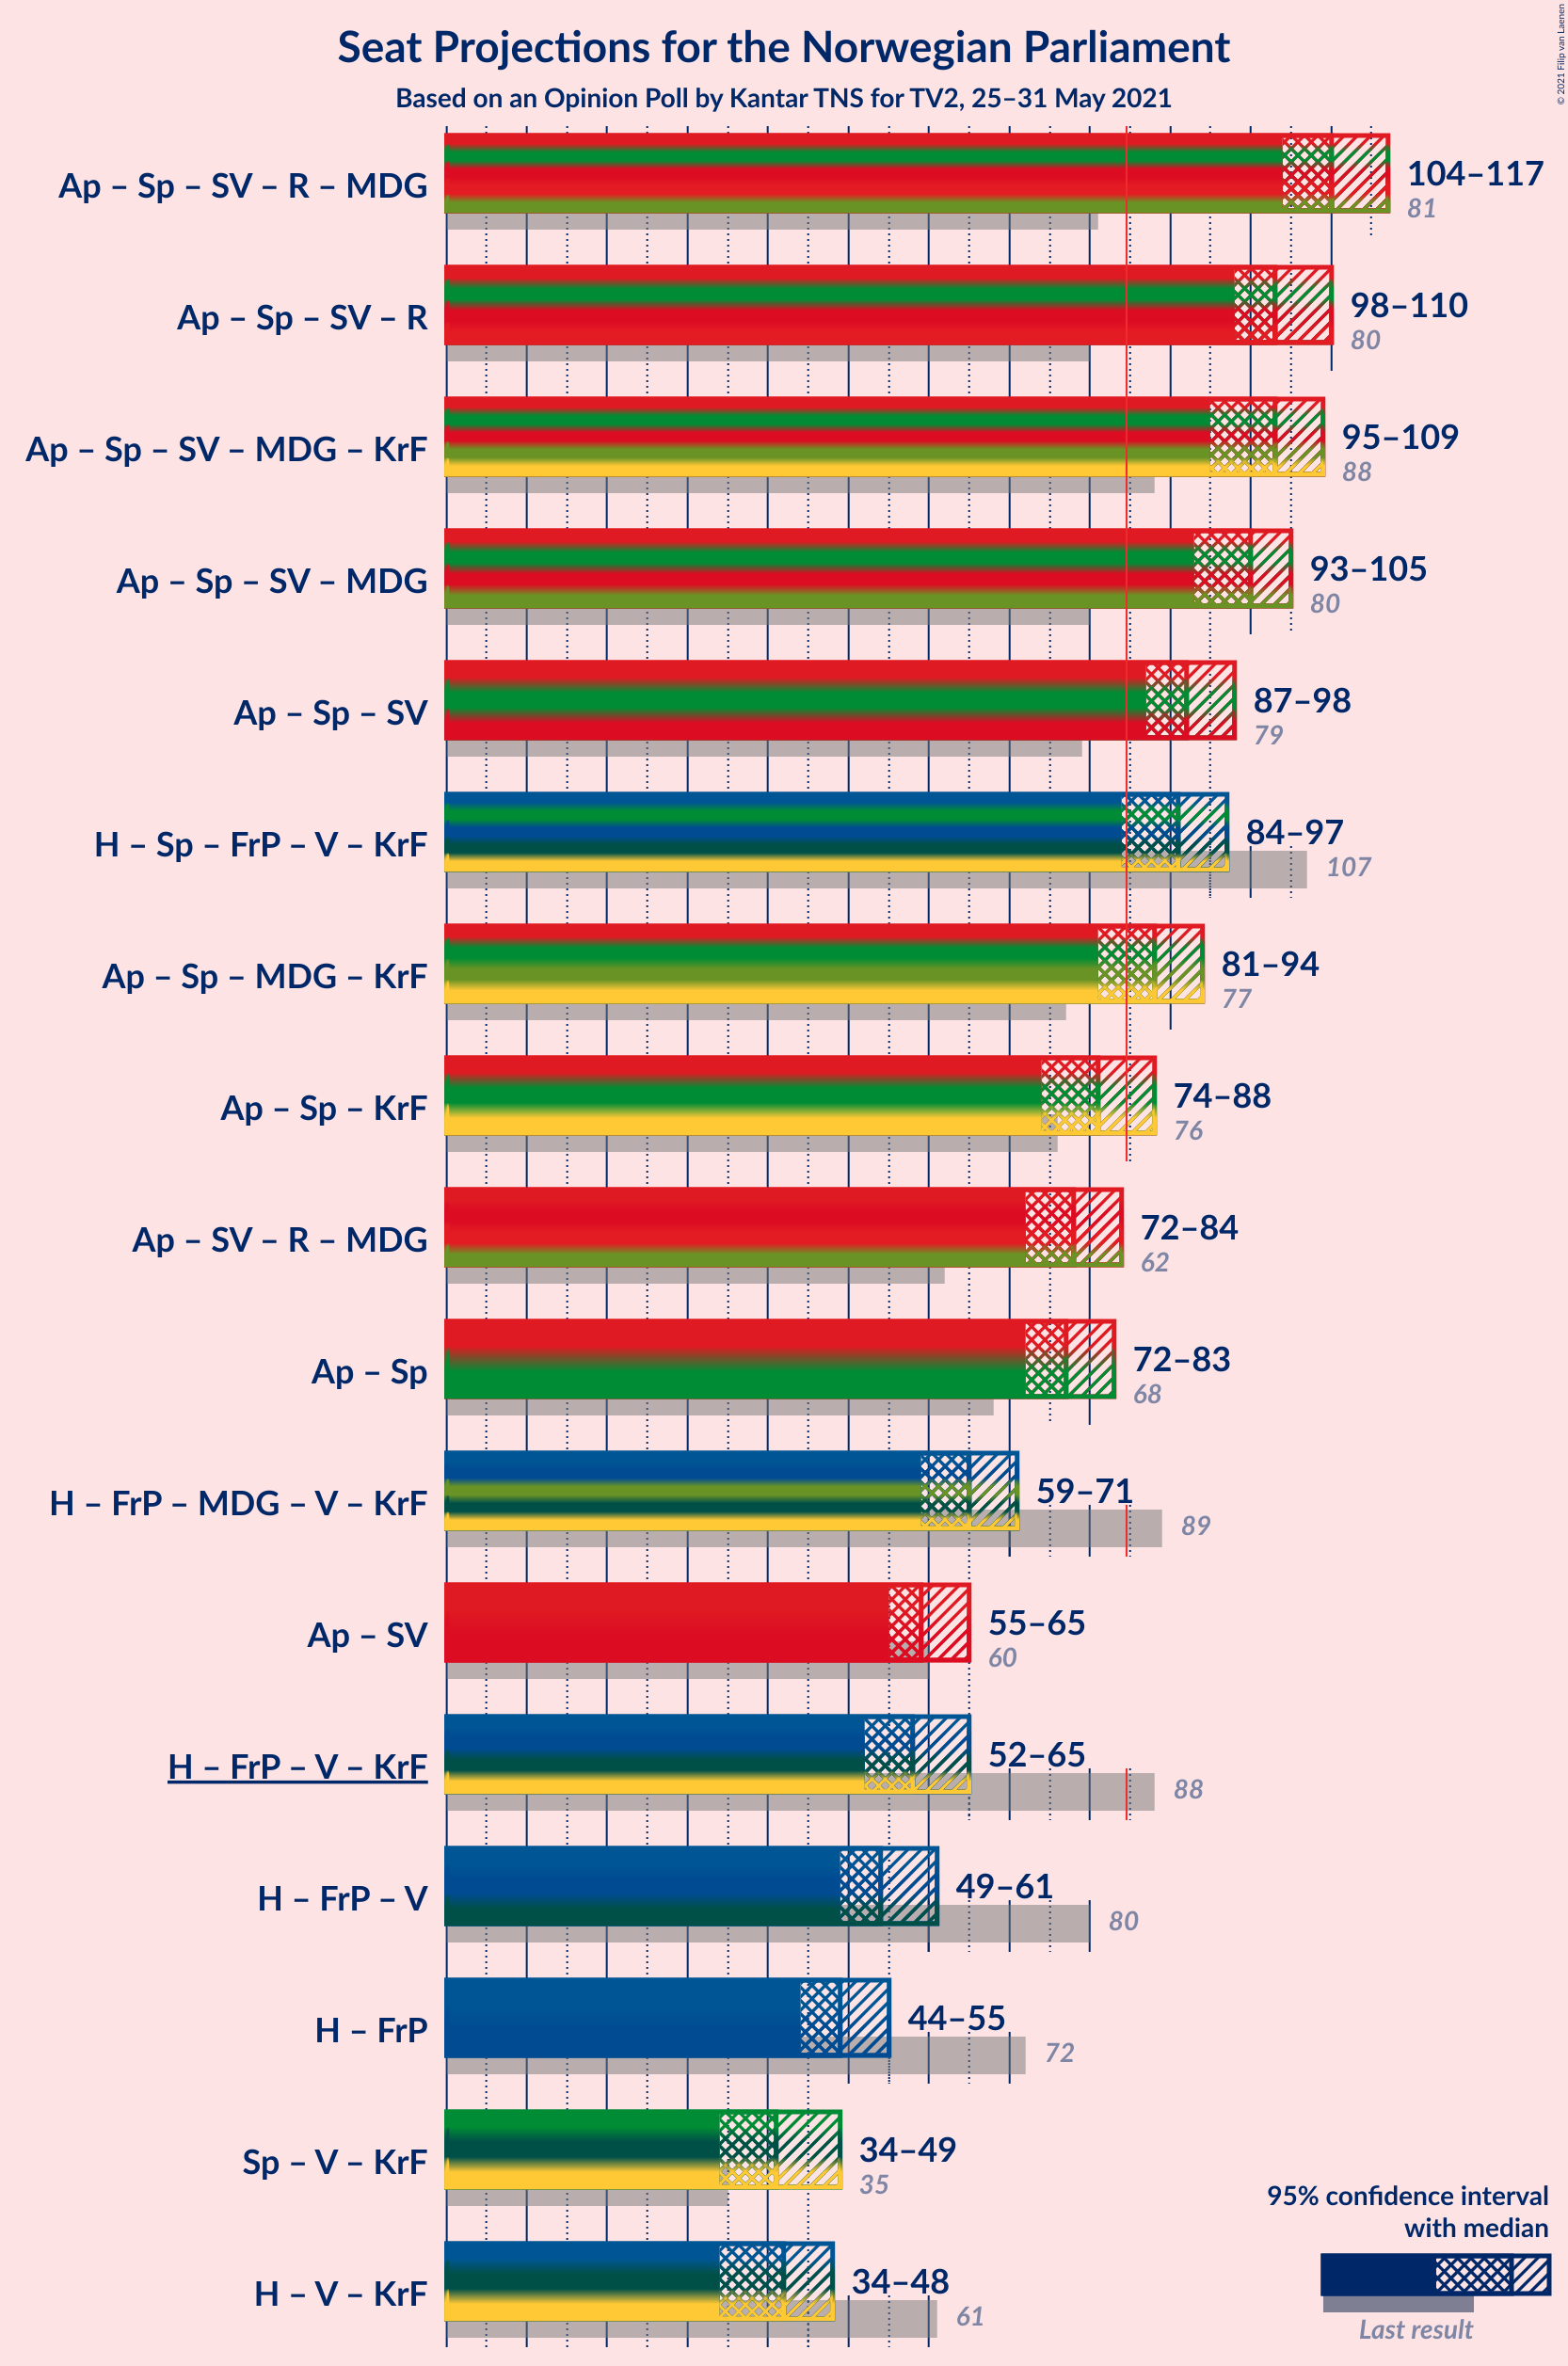 Seat Projections for the Norwegian Parliament
Based on an Opinion Poll by Kantar TNS for TV2, 25–31 May 2021
© 2021 Filip van Laenen
Ap – Sp – SV – R – MDG
104–117
81
Ap – Sp – SV – R
98–110
80
Ap – Sp – SV – MDG – KrF
95–109
88
Ap – Sp – SV – MDG
93–105
80
Ap – Sp – SV
87–98
79
H – Sp – FrP – V – KrF
84–97
107
Ap – Sp – MDG – KrF
81–94
77
Ap – Sp – KrF
74–88
76
Ap – SV – R – MDG
72–84
62
Ap – Sp
72–83
68
H – FrP – MDG – V – KrF
59–71
89
Ap – SV
55–65
60
H – FrP – V – KrF
52–65
88
H – FrP – V
49–61
80
H – FrP
44–55
72
Sp – V – KrF
34–49
35
H – V – KrF
34–48
61
95% confidence interval
with median
Last result